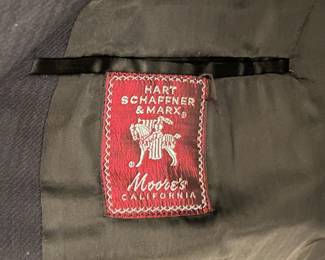 HART
SCHAFFNER
& MARX®
®
Moore's
CALIFORNIA